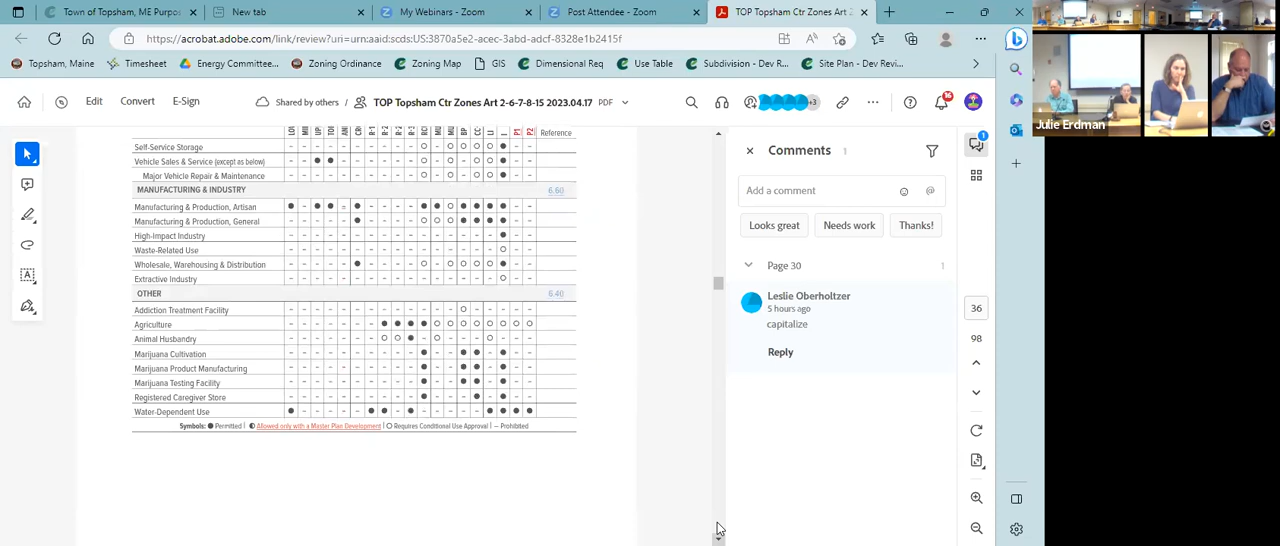 Town of Topsham, ME Purpos
New tab
My Webinars - Zoom
Post Attendee - Zoom
TOP Topsham Ctr Zones Art 2-
https://acrobat.adobe.com/link/review?uri=urn:aaid:scds:US:3870a5e2-acec-3abd-adcf-8328e1b2415f
Topsham, Maine
Timesheet
Energy Committee...
Zoning Ordinance
Zoning Map
GIS
Dimensional Req
Use Table
Subdivision - Dev R...
Site Plan - Dev Revi...
Edit
Convert
E-Sign
Shared by others /
TOP Topsham Ctr Zones Art 2-6-7-8-15 2023.04.17 PDF
+3
16
Reference
Self-Service Storage
Vehicle Sales & Service (except as below)
Major Vehicle Repair & Maintenance
MANUFACTURING & INDUSTRY 6.60
Manufacturing & Production, Artisan
Manufacturing & Production, General
High-Impact Industry
Waste-Related Use
Wholesale, Warehousing & Distribution
Extractive Industry
OTHER 6.40
Addiction Treatment Facility
Agriculture
Animal Husbandry
Marijuana Cultivation
Marijuana Product Manufacturing
Marijuana Testing Facility
Registered Caregiver Store
Water-Dependent Use
Symbols: ● Permitted | ◐ Allowed only with a Master Plan Development | ○ Requires Conditional Use Approval | — Prohibited
Comments 1
Add a comment
@
Looks great
Needs work
Thanks!
Page 30
1
Leslie Oberholtzer
5 hours ago
capitalize
Reply
1
36
98
Julie Erdman